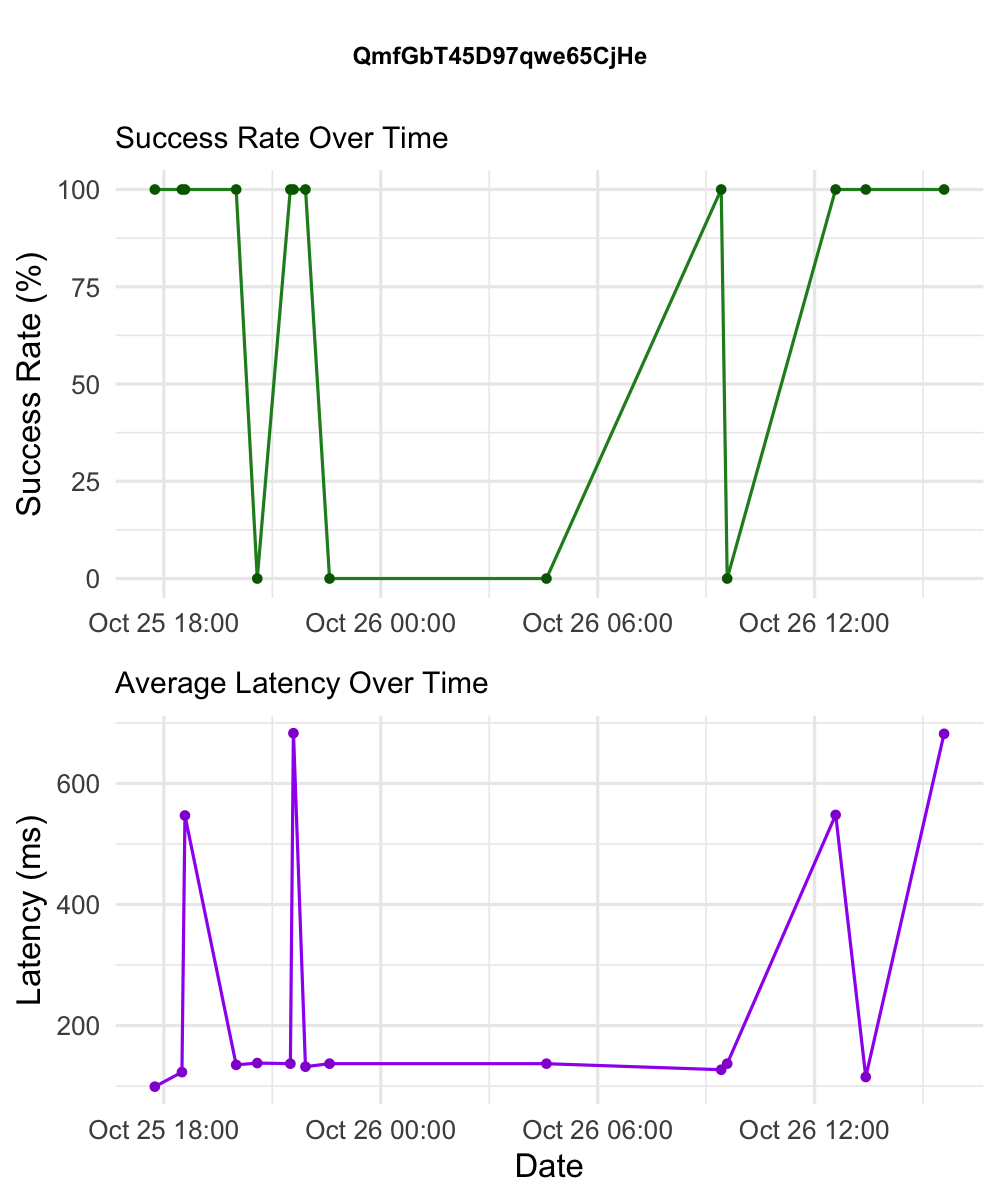 QmfGbT45D97qwe65CjHe
Success Rate Over Time
Success Rate (%)
100
75
50
25
0
Oct 25 18:00 Oct 26 00:00 Oct 26 06:00 Oct 26 12:00
Average Latency Over Time
Latency (ms)
600
400
200
Oct 25 18:00 Oct 26 00:00 Oct 26 06:00 Oct 26 12:00
Date